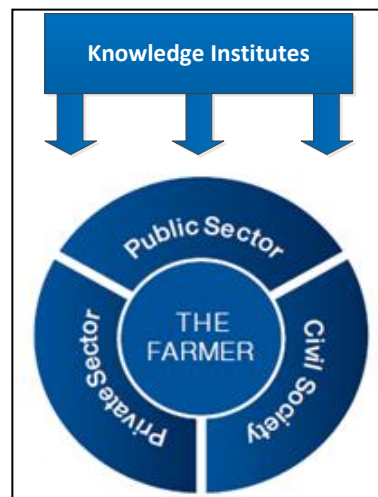 Knowledge Institutes
Public Sector
THE
FARMER
Private Sector
Civil Society